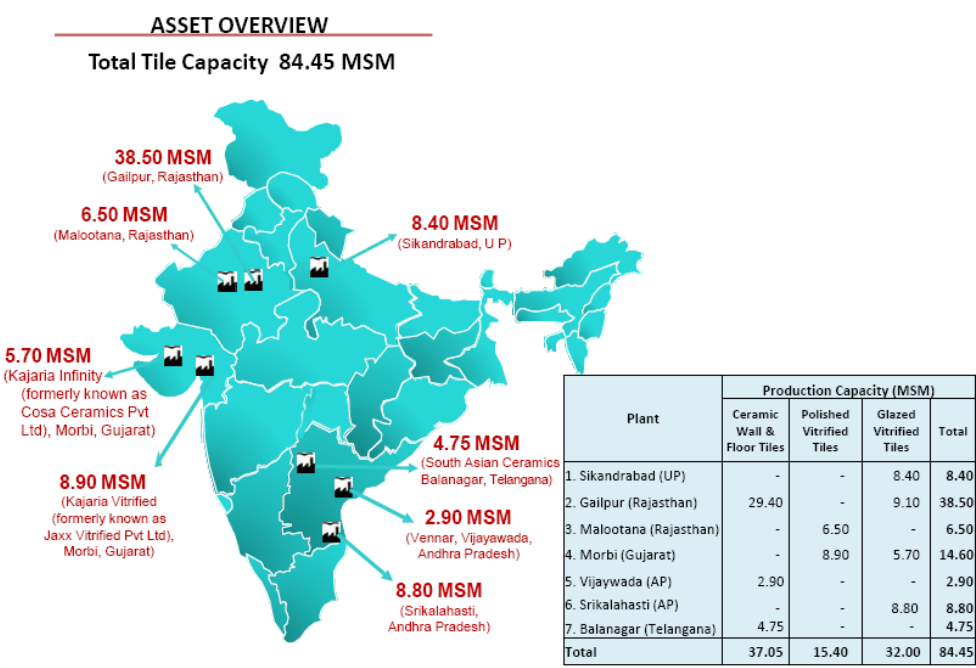 ASSET OVERVIEW
Total Tile Capacity 84.45 MSM
38.50 MSM
(Gailpur, Rajasthan)
6.50 MSM
(Malootana, Rajasthan)
8.40 MSM
(Sikandrabad, U P)
5.70 MSM
(Kajaria Infinity
(formerly known as
Cosa Ceramics Pvt
Ltd), Morbi, Gujarat)
8.90 MSM
(Kajaria Vitrified
(formerly known as
Jaxx Vitrified Pvt Ltd),
Morbi, Gujarat)
4.75 MSM
(South Asian Ceramics
Balanagar, Telangana)
2.90 MSM
(Vennar, Vijayawada,
Andhra Pradesh)
8.80 MSM
(Srikalahasti,
Andhra Pradesh)
Plant
Production Capacity (MSM)
Ceramic
Wall &
Floor Tiles
Polished
Vitrified
Tiles
Glazed
Vitrified
Tiles
Total
1. Sikandrabad (UP) - - 8.40 8.40
2. Gailpur (Rajasthan) 29.40 - 9.10 38.50
3. Malootana (Rajasthan) - 6.50 - 6.50
4. Morbi (Gujarat) - 8.90 5.70 14.60
5. Vijaywada (AP) 2.90 - - 2.90
6. Srikalahasti (AP) - - 8.80 8.80
7. Balanagar (Telangana) 4.75 - - 4.75
Total 37.05 15.40 32.00 84.45